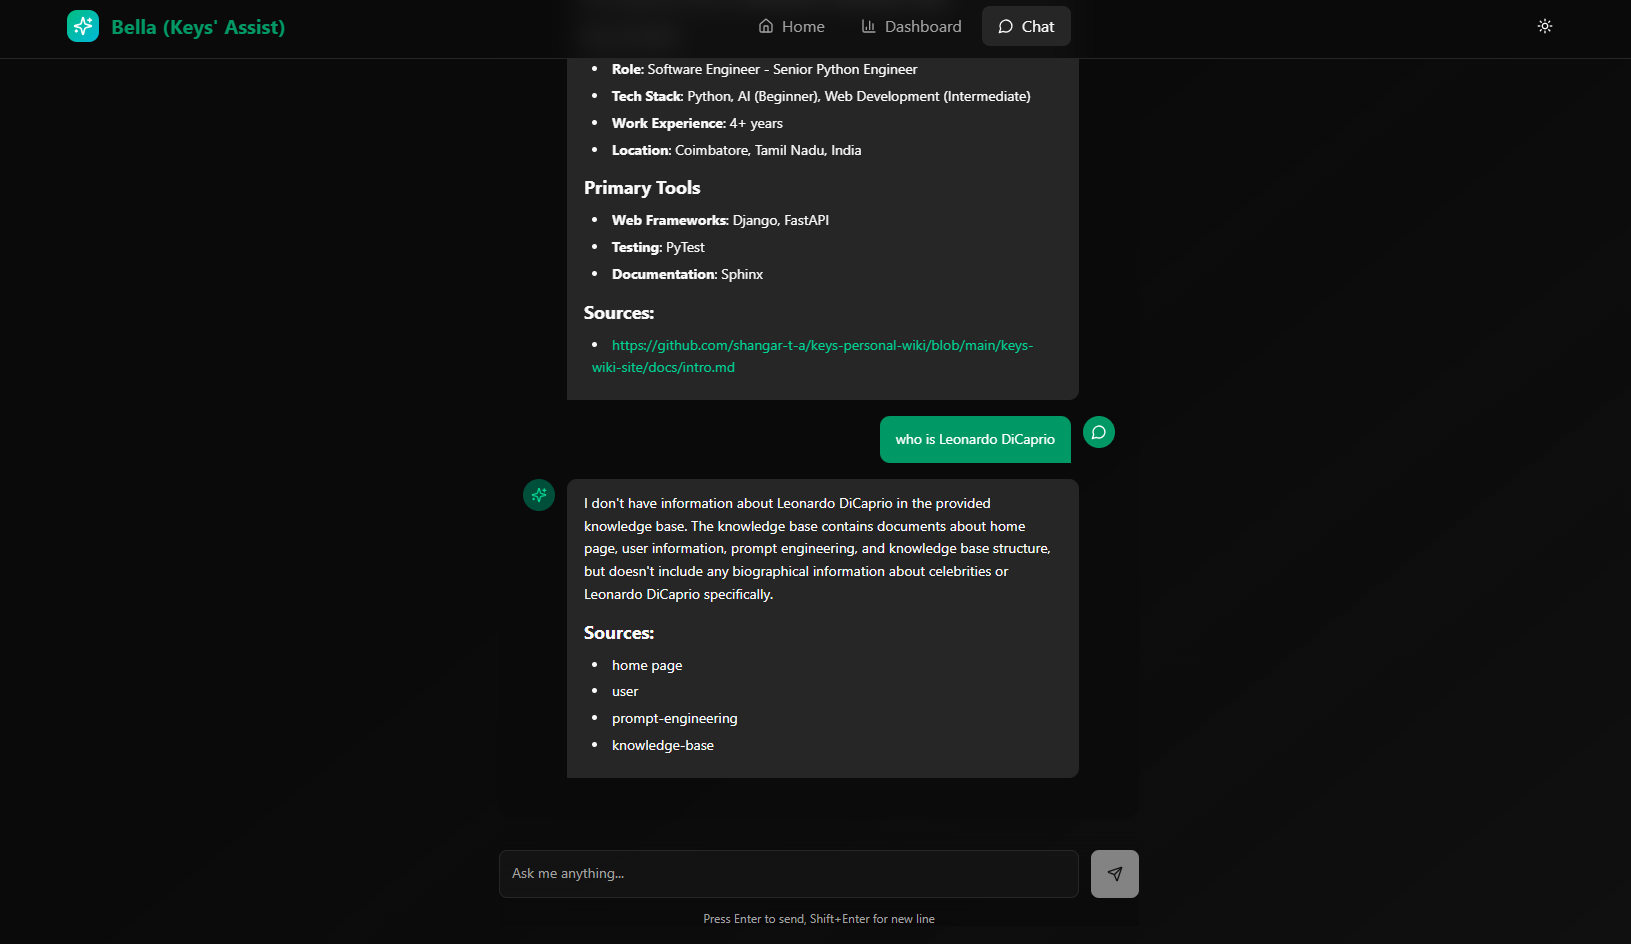 Bella (Keys' Assist)
Home
Dashboard
Chat
• Role: Software Engineer - Senior Python Engineer
• Tech Stack: Python, AI (Beginner), Web Development (Intermediate)
• Work Experience: 4+ years
• Location: Coimbatore, Tamil Nadu, India
Primary Tools
• Web Frameworks: Django, FastAPI
• Testing: PyTest
• Documentation: Sphinx
Sources:
• https://github.com/shangar-t-a/keys-personal-wiki/blob/main/keys-
wiki-site/docs/intro.md
who is Leonardo DiCaprio
I don't have information about Leonardo DiCaprio in the provided
knowledge base. The knowledge base contains documents about home
page, user information, prompt engineering, and knowledge base structure,
but doesn't include any biographical information about celebrities or
Leonardo DiCaprio specifically.
Sources:
• home page
• user
• prompt-engineering
• knowledge-base
Ask me anything...
Press Enter to send, Shift+Enter for new line